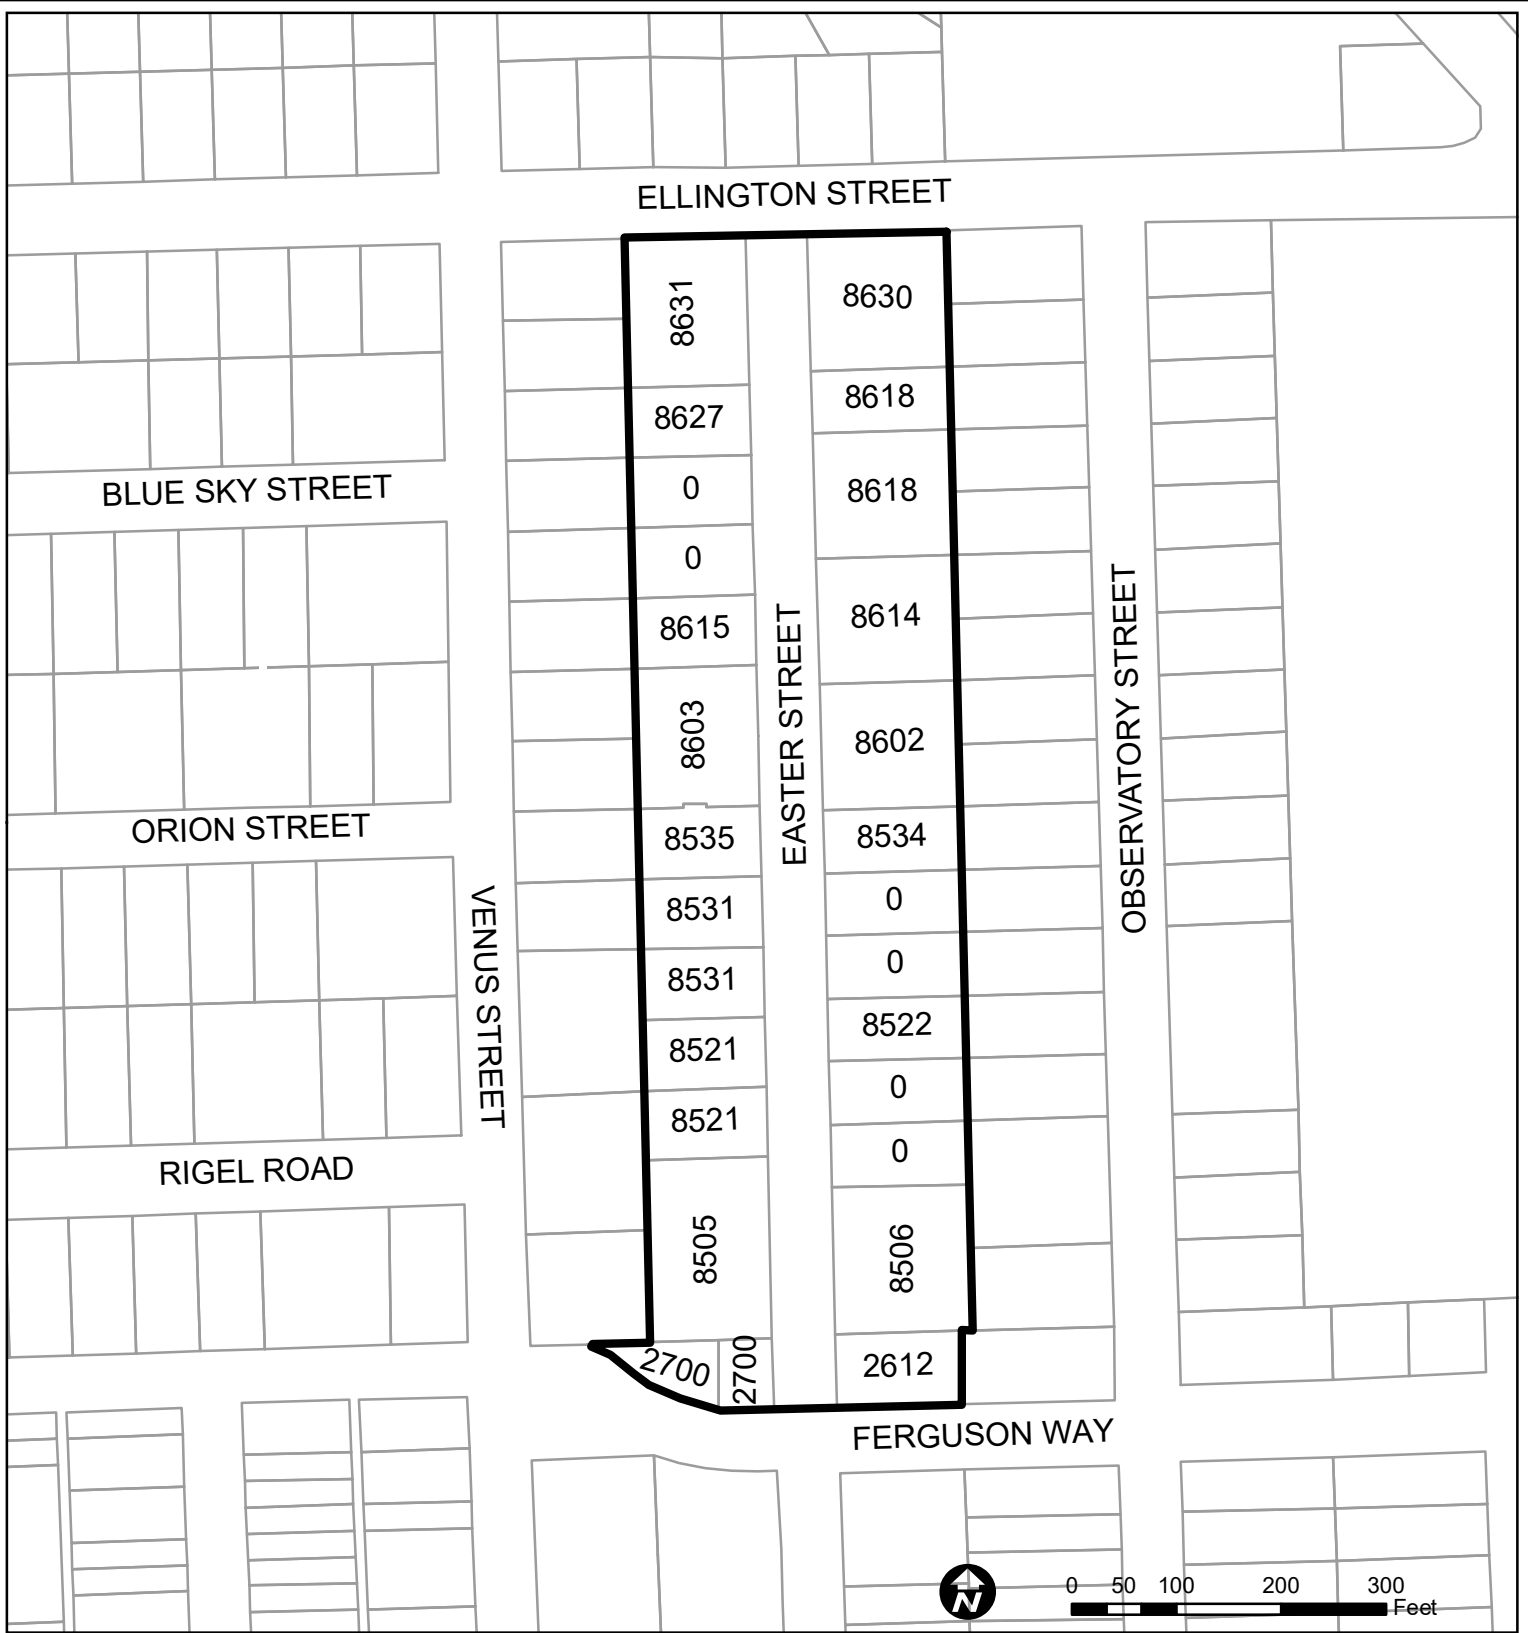 ELLINGTON STREET
8631
8630
8627
8618
0
8618
BLUE SKY STREET
0
8614
8615
8603
8602
EASTER STREET
OBSERVATORY STREET
ORION STREET
8535
8534
VENUS STREET
8531
0
8531
0
8521
8522
8521
0
0
RIGEL ROAD
8505
8506
2700
2700
2612
FERGUSON WAY
N
0 50 100 200 300
Feet